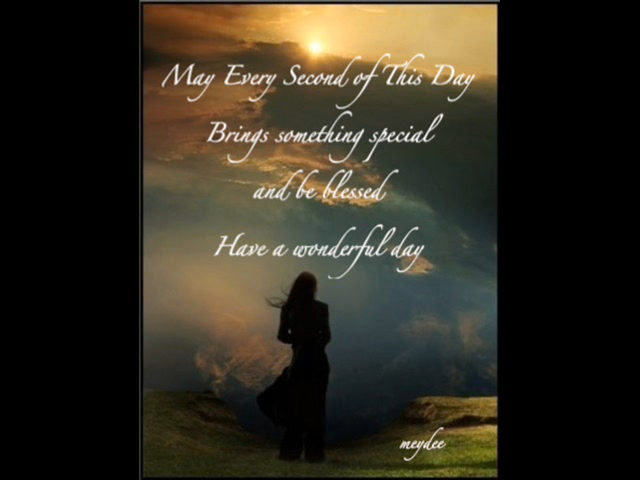 May Every Second of This Day
Brings something special
and be blessed
Have a wonderful day
meydee